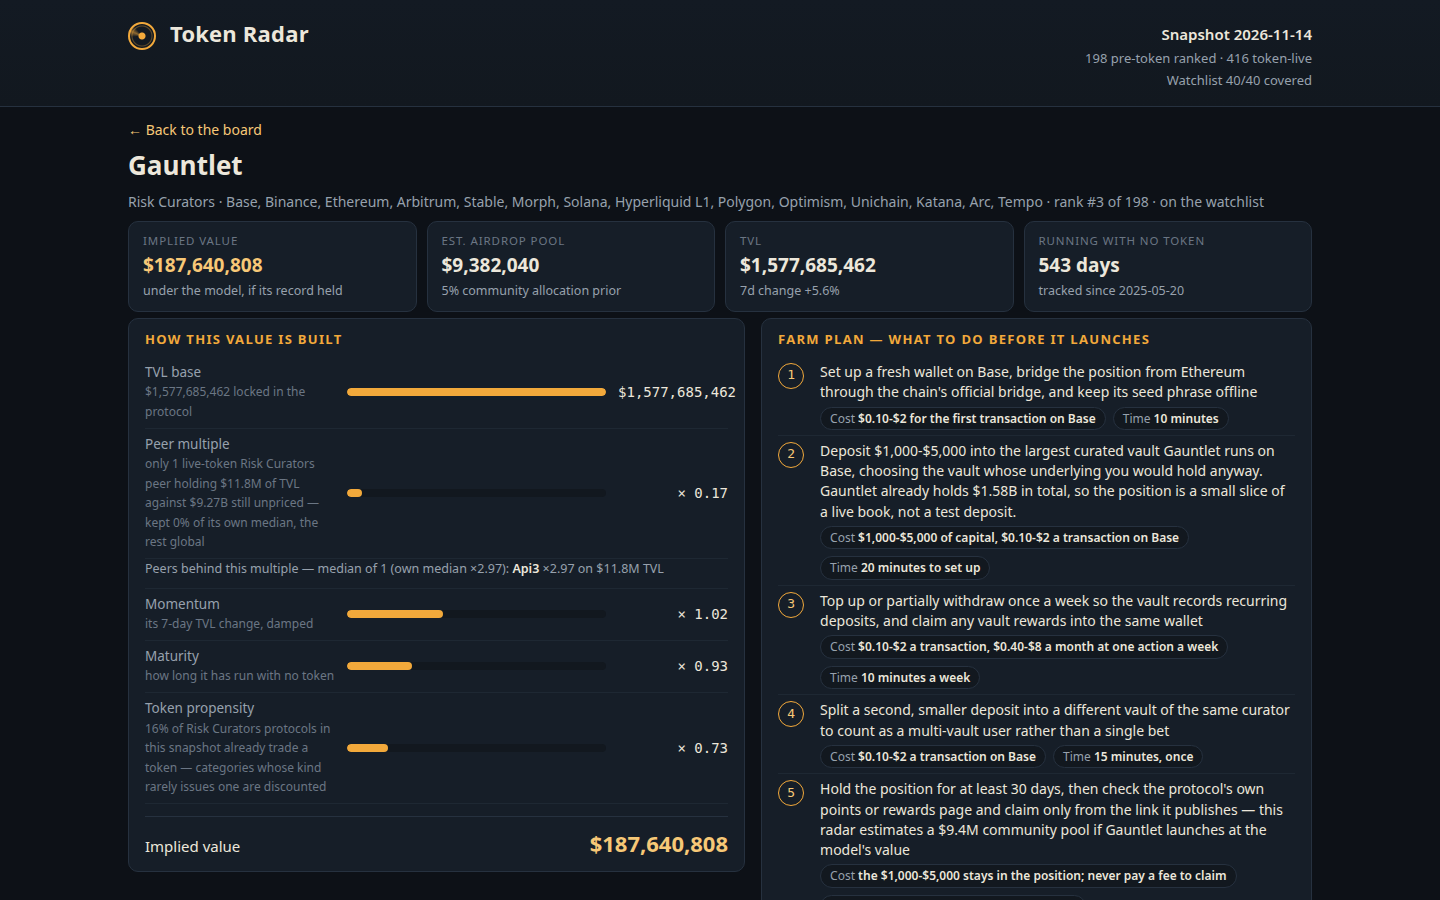 Token Radar
Snapshot 2026-11-14
198 pre-token ranked · 416 token-live
Watchlist 40/40 covered
← Back to the board
Gauntlet
Risk Curators · Base, Binance, Ethereum, Arbitrum, Stable, Morph, Solana, Hyperliquid L1, Polygon, Optimism, Unichain, Katana, Arc, Tempo · rank #3 of 198 · on the watchlist
IMPLIED VALUE
$187,640,808
under the model, if its record held
EST. AIRDROP POOL
$9,382,040
5% community allocation prior
TVL
$1,577,685,462
7d change +5.6%
RUNNING WITH NO TOKEN
543 days
tracked since 2025-05-20
HOW THIS VALUE IS BUILT
TVL base
$1,577,685,462 locked in the
protocol
$1,577,685,462
Peer multiple
only 1 live-token Risk Curators
peer holding $11.8M of TVL
against $9.27B still unpriced —
kept 0% of its own median, the
rest global
× 0.17
Peers behind this multiple — median of 1 (own median ×2.97): Api3 ×2.97 on $11.8M TVL
Momentum
its 7-day TVL change, damped
× 1.02
Maturity
how long it has run with no token
× 0.93
Token propensity
16% of Risk Curators protocols in
this snapshot already trade a
token — categories whose kind
rarely issues one are discounted
× 0.73
Implied value
$187,640,808
FARM PLAN — WHAT TO DO BEFORE IT LAUNCHES
1
Set up a fresh wallet on Base, bridge the position from Ethereum
through the chain's official bridge, and keep its seed phrase offline
Cost $0.10-$2 for the first transaction on Base
Time 10 minutes
2
Deposit $1,000-$5,000 into the largest curated vault Gauntlet runs on
Base, choosing the vault whose underlying you would hold anyway.
Gauntlet already holds $1.58B in total, so the position is a small slice of
a live book, not a test deposit.
Cost $1,000-$5,000 of capital, $0.10-$2 a transaction on Base
Time 20 minutes to set up
3
Top up or partially withdraw once a week so the vault records recurring
deposits, and claim any vault rewards into the same wallet
Cost $0.10-$2 a transaction, $0.40-$8 a month at one action a week
Time 10 minutes a week
4
Split a second, smaller deposit into a different vault of the same curator
to count as a multi-vault user rather than a single bet
Cost $0.10-$2 a transaction on Base
Time 15 minutes, once
5
Hold the position for at least 30 days, then check the protocol's own
points or rewards page and claim only from the link it publishes — this
radar estimates a $9.4M community pool if Gauntlet launches at the
model's value
Cost the $1,000-$5,000 stays in the position; never pay a fee to claim